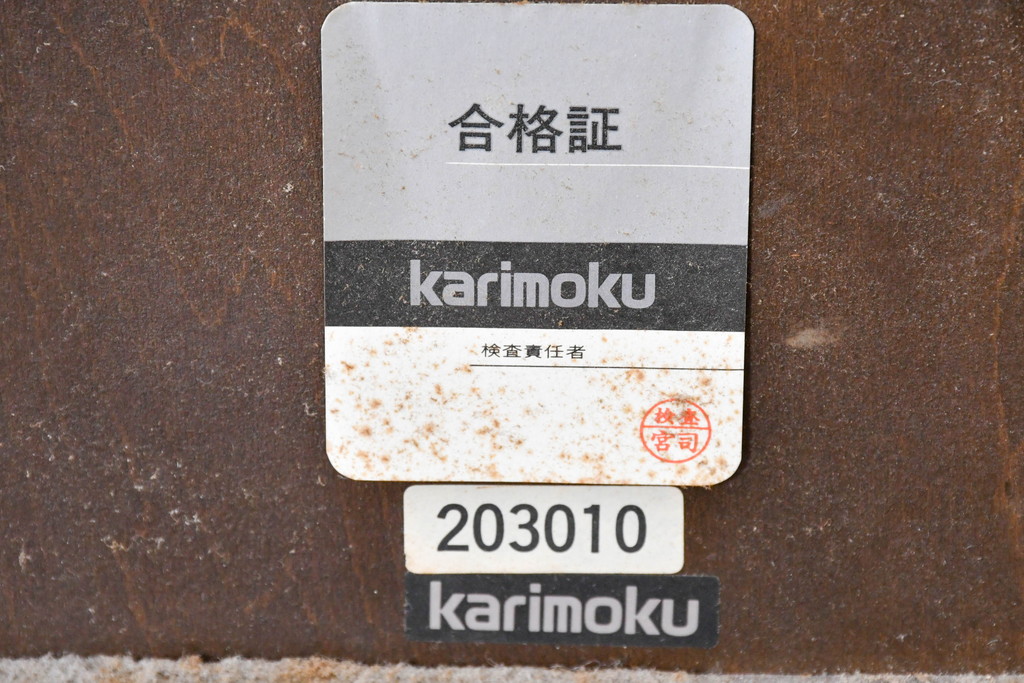 合格証
karimoku
検査責任者
検査
宮司
203010
karimoku